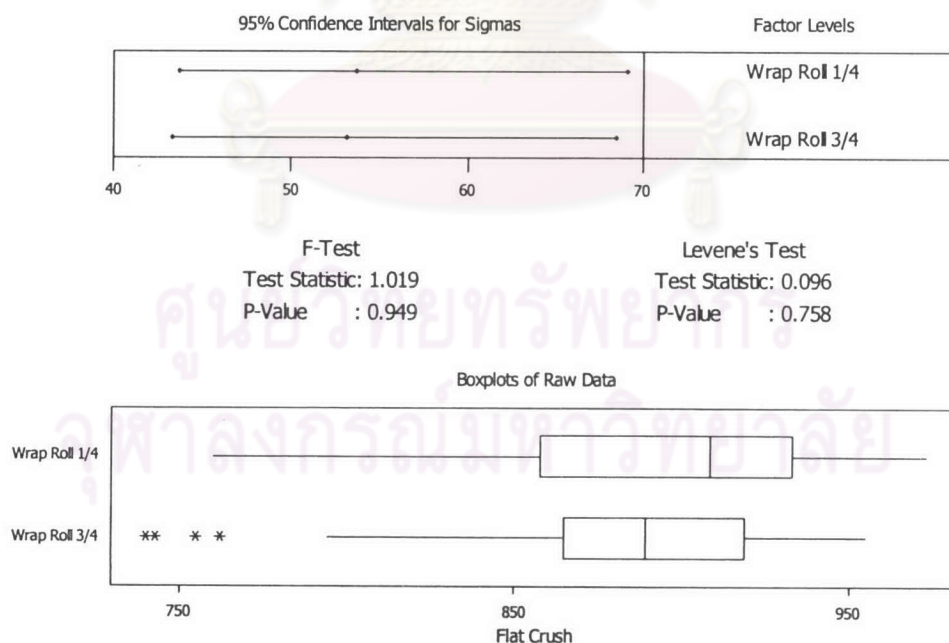 95% Confidence Intervals for Sigmas
Factor Levels
Wrap Roll 1/4
Wrap Roll 3/4
40 50 60 70
F-Test
Test Statistic: 1.019
P-Value : 0.949
Levene's Test
Test Statistic: 0.096
P-Value : 0.758
ศูนย์วิทยทรัพยากร
Boxplots of Raw Data
จุฬาลงกรณ์มหาวิทยาลัย
Wrap Roll 1/4
Wrap Roll 3/4
750 850 950
Flat Crush